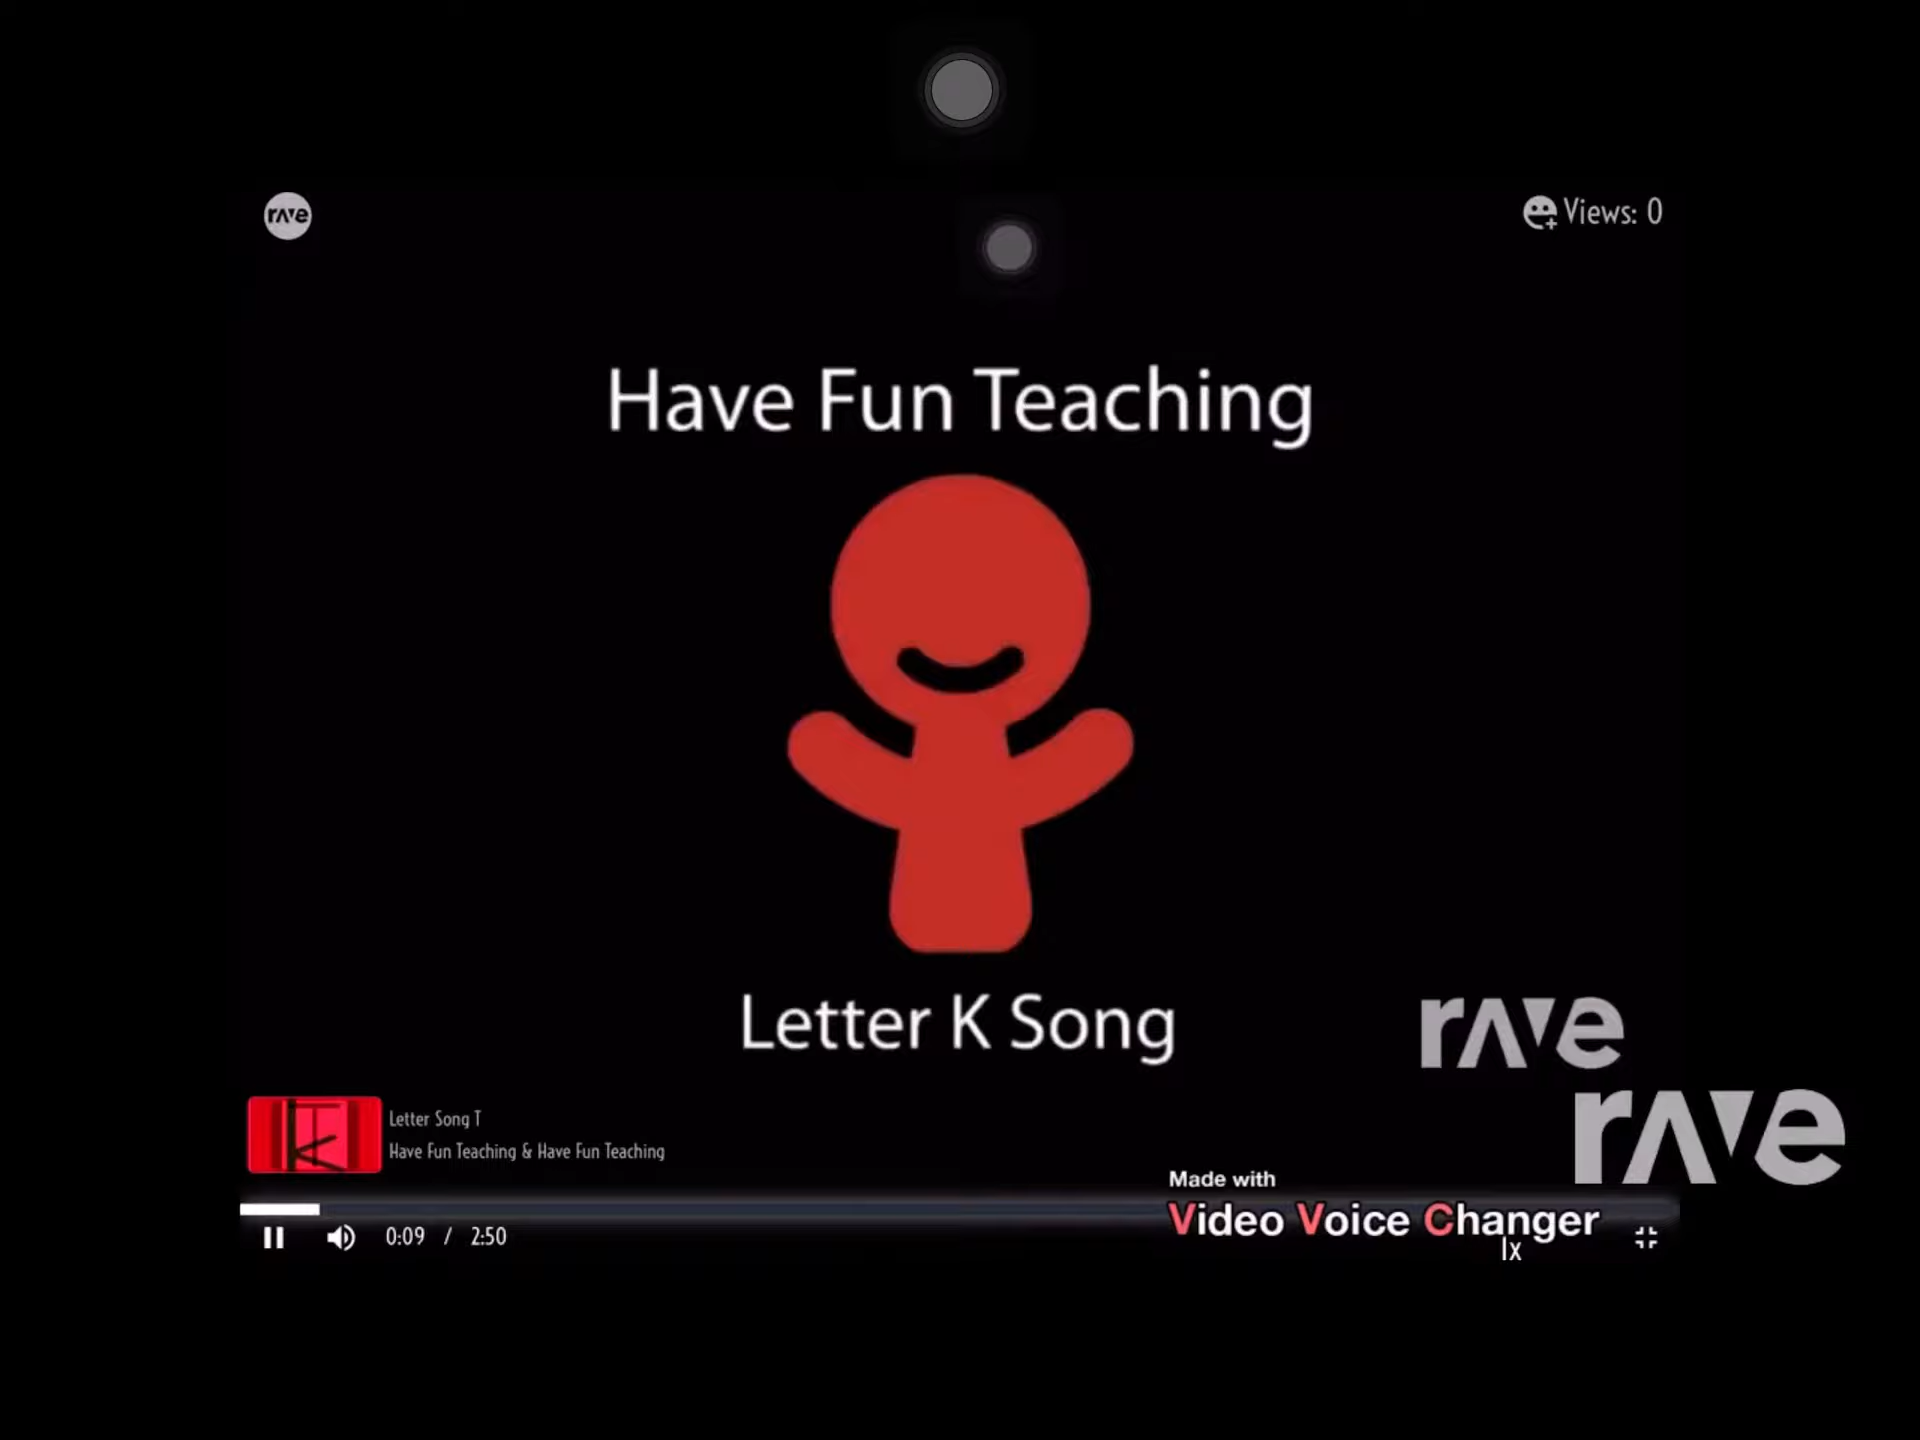 rave
Views: 0
Have Fun Teaching
Letter K Song
rave
rave
Letter Song T
Have Fun Teaching & Have Fun Teaching
Made with
Video Voice Changer
0:09 / 2:50
1x